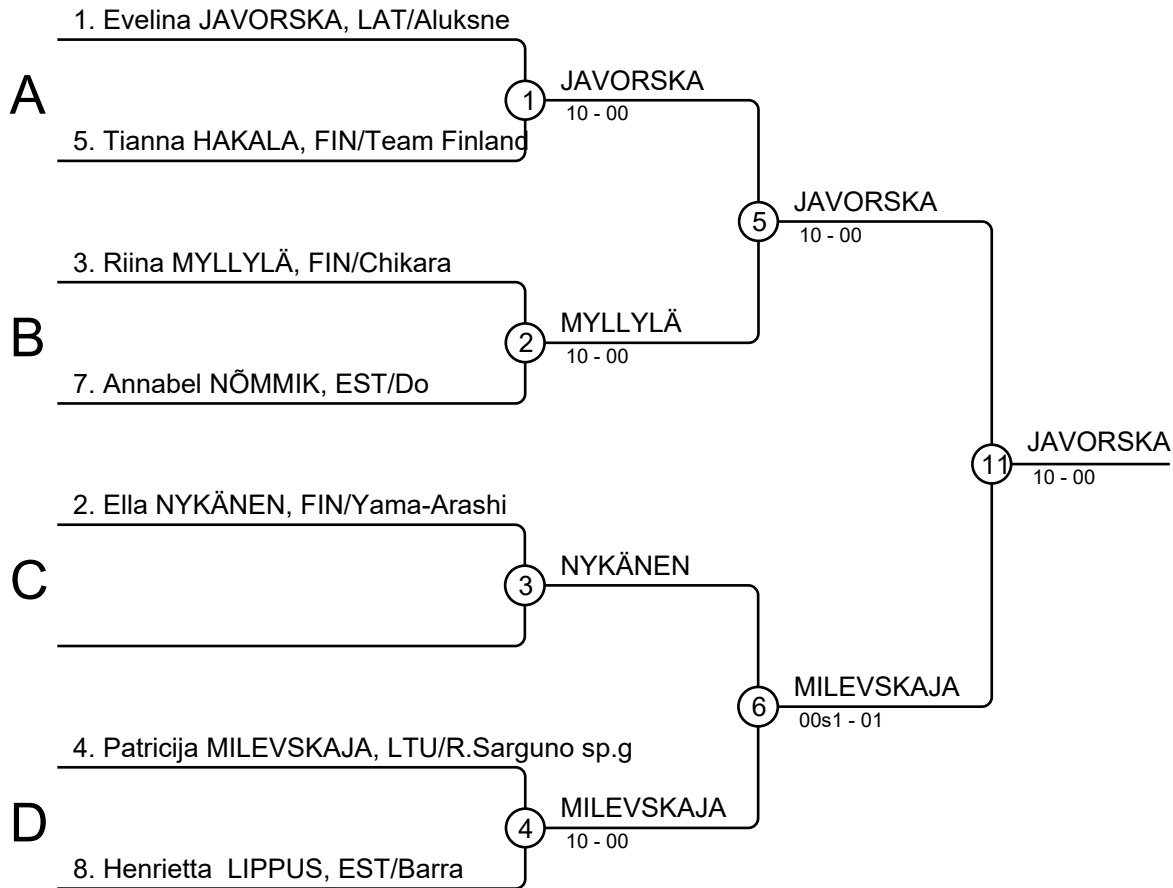 1. Evelina JAVORSKA, LAT/Aluksne
A
1
JAVORSKA
10 - 00
5. Tianna HAKALA, FIN/Team Finland
5
JAVORSKA
10 - 00
3. Riina MYLLYLÄ, FIN/Chikara
B
2
MYLLYLÄ
10 - 00
7. Annabel NÕMMIK, EST/Do
11
JAVORSKA
10 - 00
2. Ella NYKÄNEN, FIN/Yama-Arashi
C
3
NYKÄNEN
6
MILEVSKAJA
00s1 - 01
4. Patricija MILEVSKAJA, LTU/R.Sarguno sp.g
D
4
MILEVSKAJA
10 - 00
8. Henrietta  LIPPUS, EST/Barra